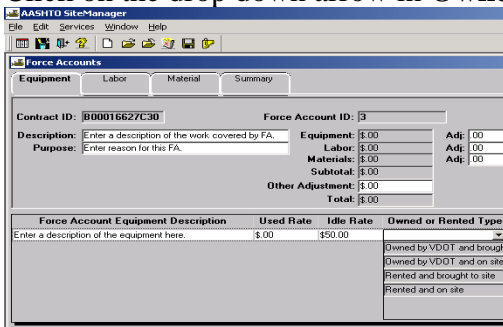 AASHTO SiteManager
File Edit Services Window Help
Force Accounts
Equipment Labor Material Summary
Contract ID: B00016627C30 Force Account ID: 3
Description: Enter a description of the work covered by FA. Equipment: $.00 Adj: .00
Purpose: Enter reason for this FA. Labor: $.00 Adj: .00
Materials: $.00 Adj: .00
Subtotal: $.00
Other Adjustment: $.00
Total: $.00
Force Account Equipment Description Used Rate Idle Rate Owned or Rented Type
Enter a description of the equipment here. $.00 $50.00
Owned by VDOT and brough
Owned by VDOT and on site
Rented and brought to site
Rented and on site